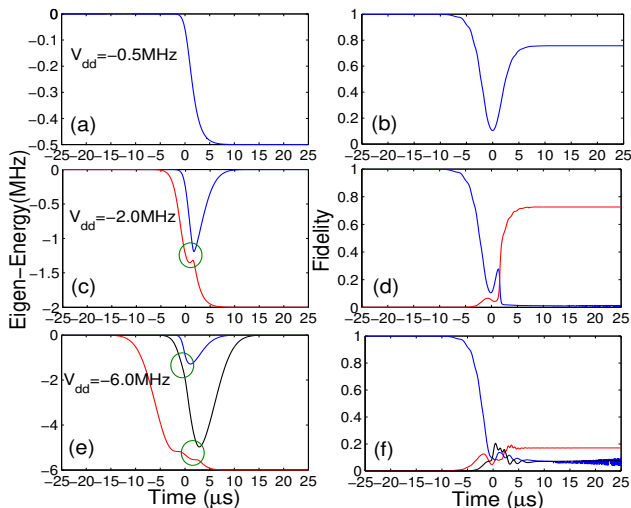 0
−0.1
−0.2
−0.3
−0.4
−0.5
V_dd=−0.5MHz
(a)
−25−20−15−10−5 0 5 10 15 20 25
1
0.8
0.6
0.4
0.2
0
(b)
−25−20−15−10−5 0 5 10 15 20 25
Eigen−Energy(MHz)
0
−0.5
−1
−1.5
−2
V_dd=−2.0MHz
(c)
−25−20−15−10−5 0 5 10 15 20 25
Fidelity
1
0.8
0.6
0.4
0.2
0
(d)
−25−20−15−10−5 0 5 10 15 20 25
0
−2
−4
−6
V_dd=−6.0MHz
(e)
−25−20−15−10−5 0 5 10 15 20 25
Time (μs)
1
0.8
0.6
0.4
0.2
0
(f)
−25−20−15−10−5 0 5 10 15 20 25
Time (μs)